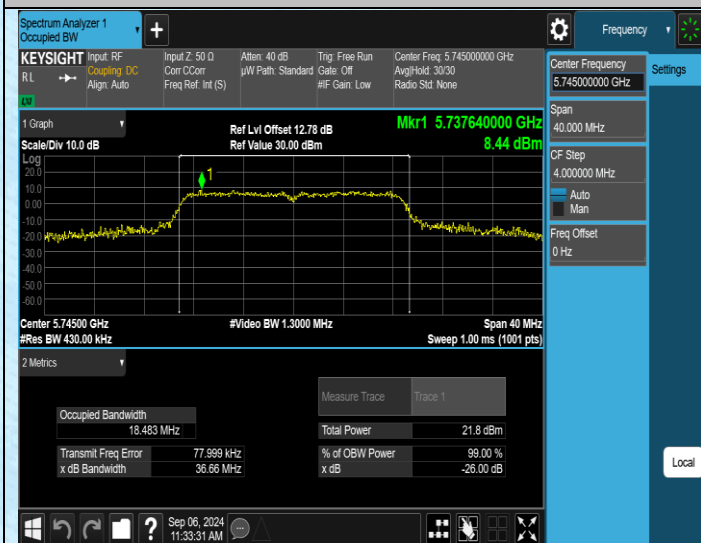 Spectrum Analyzer 1
Occupied BW
Frequency
KEYSIGHT
RL
Input: RF
Coupling: DC
Align: Auto
Input Z: 50 Ω
Corr CCorr
Freq Ref: Int (S)
Atten: 40 dB
µW Path: Standard
Trig: Free Run
Gate: Off
#IF Gain: Low
Center Freq: 5.745000000 GHz
Avg|Hold: 30/30
Radio Std: None
1 Graph
Scale/Div 10.0 dB
Ref Lvl Offset 12.78 dB
Ref Value 30.00 dBm
Mkr1 5.737640000 GHz
8.44 dBm
Log
20.0
10.0
0.00
-10.0
-20.0
-30.0
-40.0
-50.0
-60.0
1
Center 5.74500 GHz
#Res BW 430.00 kHz
#Video BW 1.3000 MHz
Span 40 MHz
Sweep 1.00 ms (1001 pts)
2 Metrics
Measure Trace
Trace 1
Occupied Bandwidth
18.483 MHz
Total Power
21.8 dBm
Transmit Freq Error
77.999 kHz
% of OBW Power
99.00 %
x dB Bandwidth
36.66 MHz
x dB
-26.00 dB
Center Frequency
5.745000000 GHz
Settings
Span
40.000 MHz
CF Step
4.000000 MHz
Auto
Man
Freq Offset
0 Hz
Local
?
Sep 06, 2024
11:33:31 AM